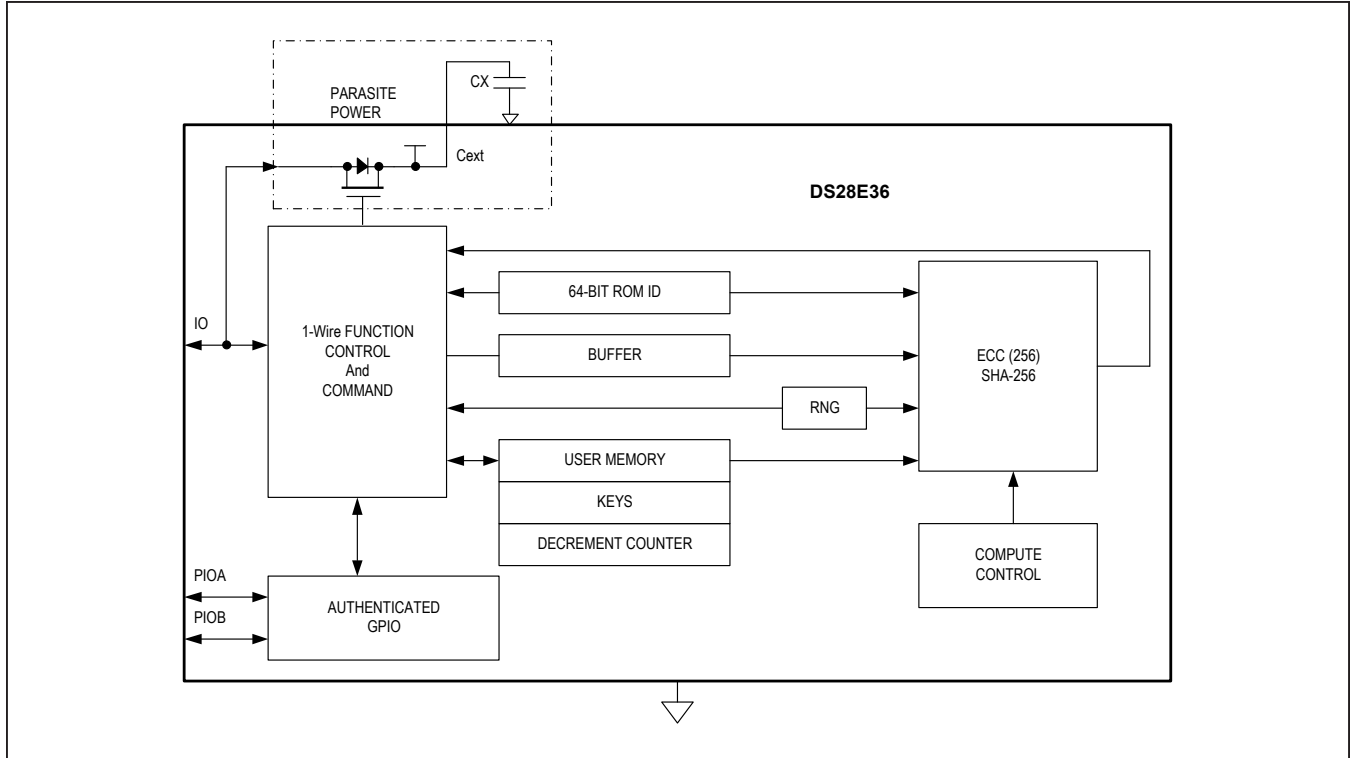 CX
PARASITE
POWER
Cext
DS28E36
64-BIT ROM ID
IO
1-Wire FUNCTION
CONTROL
And
COMMAND
BUFFER
ECC (256)
SHA-256
RNG
USER MEMORY
KEYS
DECREMENT COUNTER
COMPUTE
CONTROL
PIOA
PIOB
AUTHENTICATED
GPIO